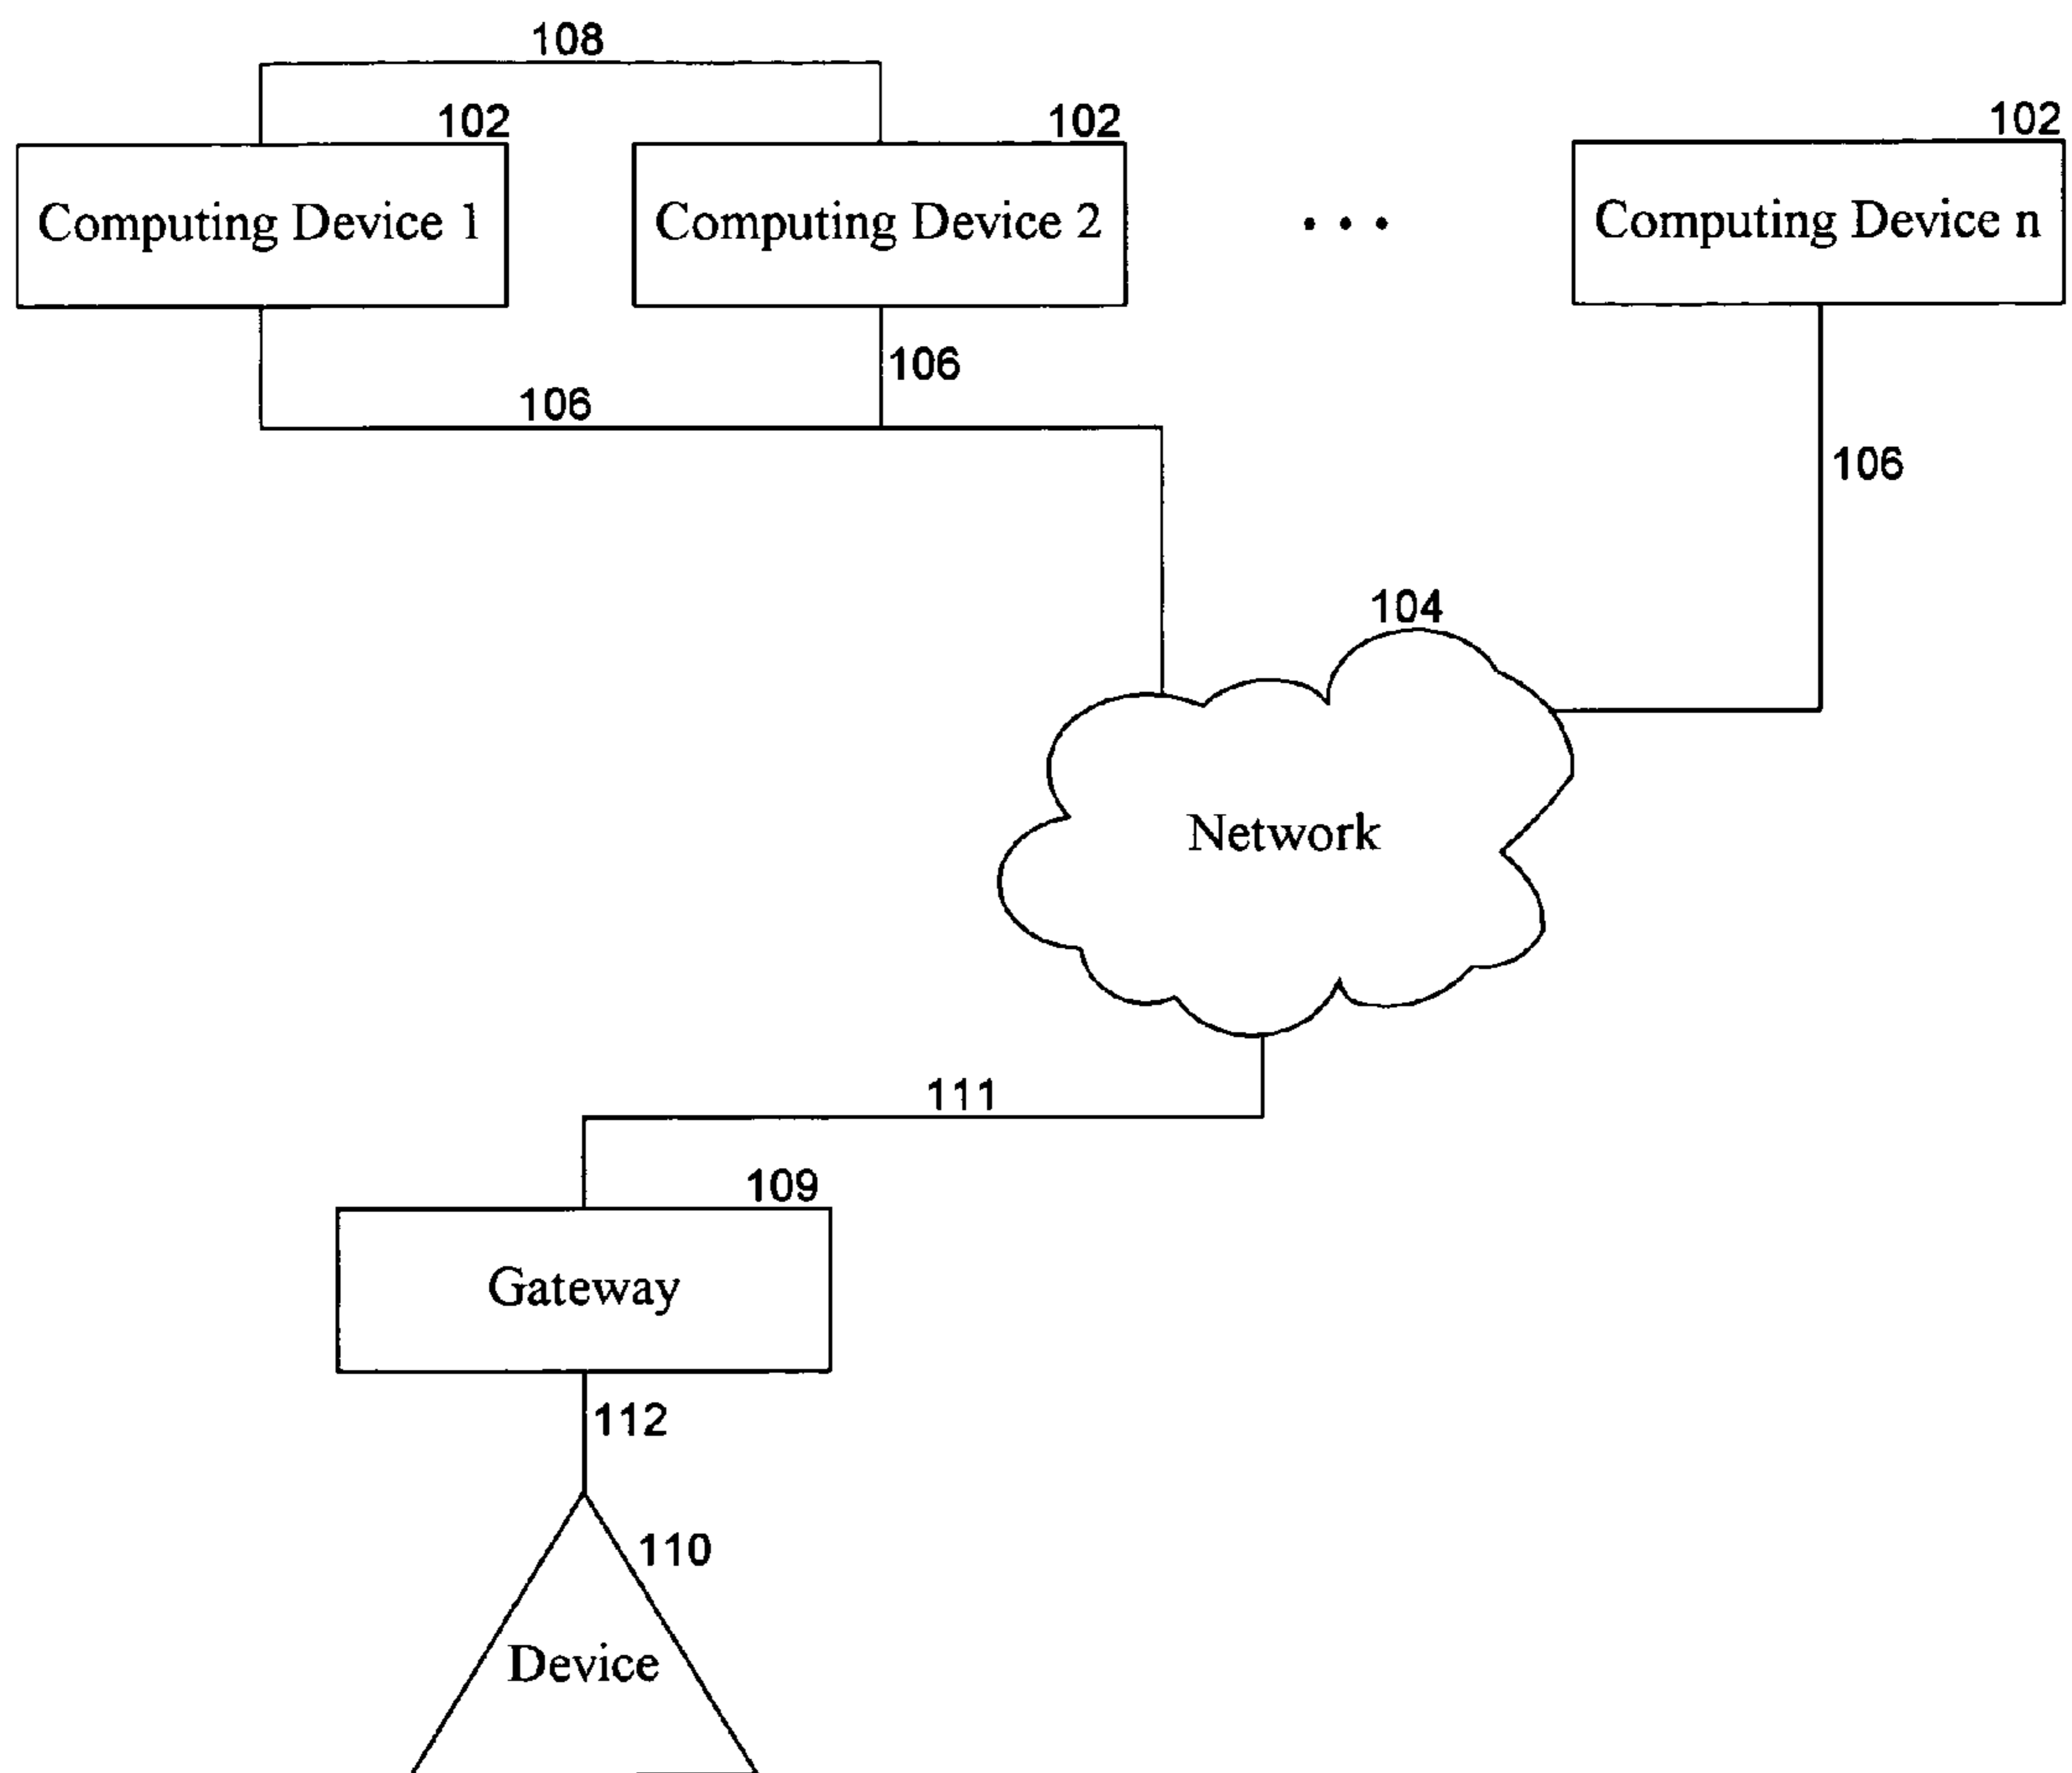 108
102
102
102
Computing Device 1
Computing Device 2
...
Computing Device n
106
106
106
104
Network
111
109
Gateway
112
110
Device